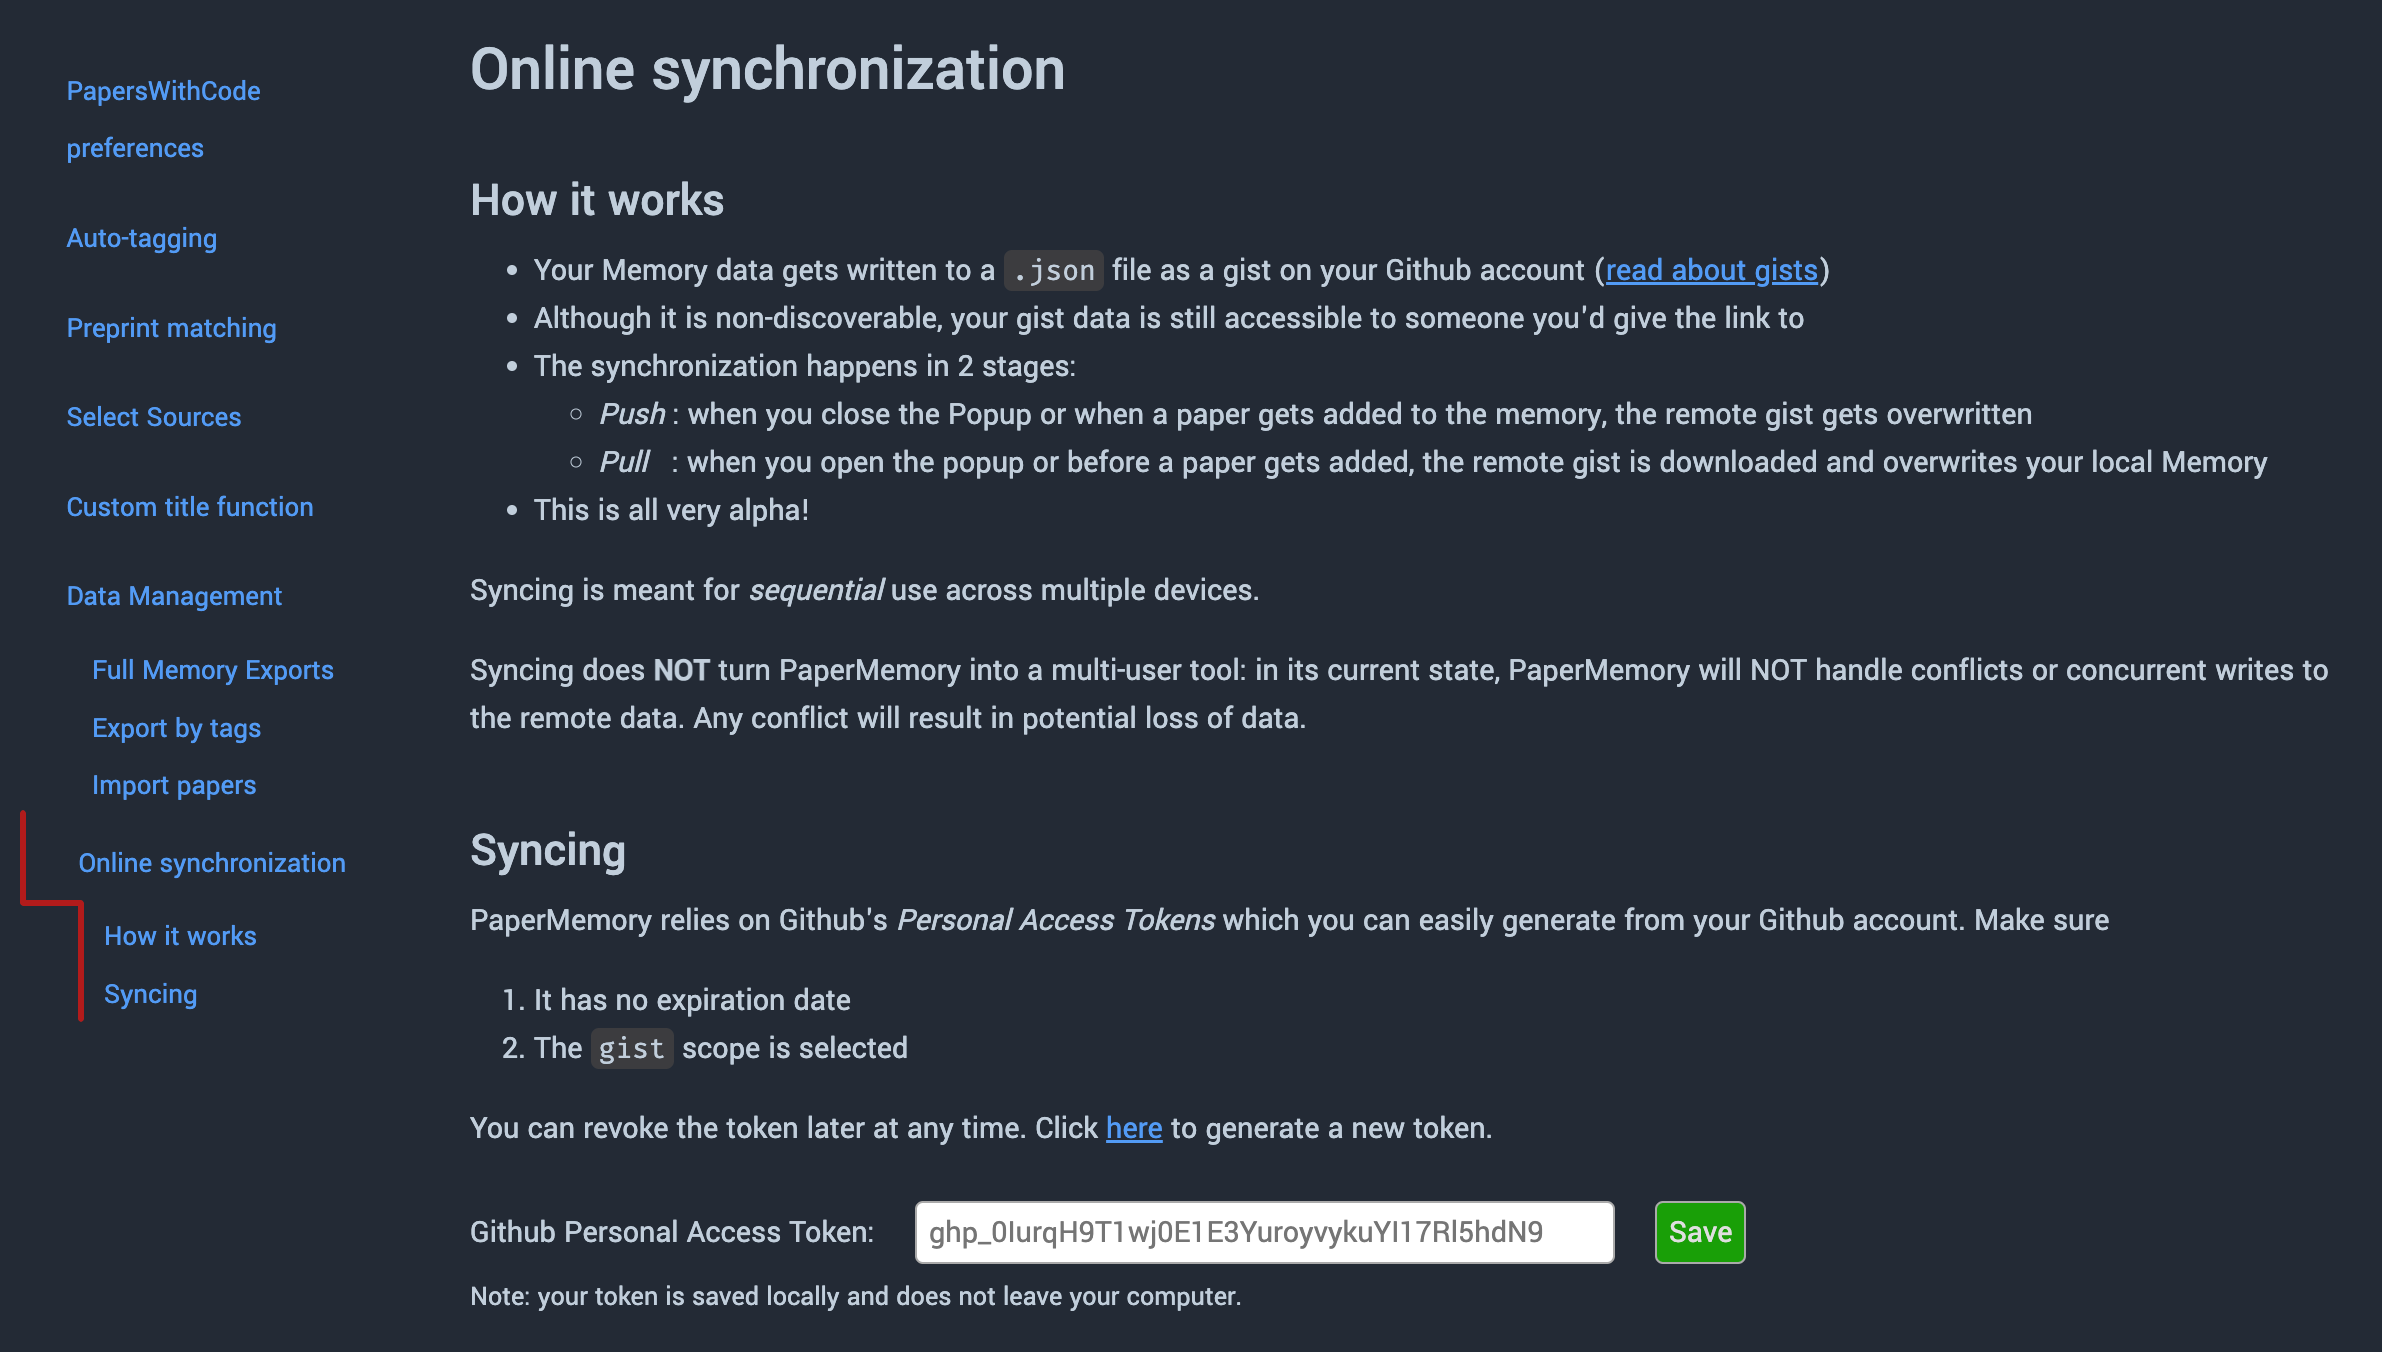 PapersWithCode
preferences
Auto-tagging
Preprint matching
Select Sources
Custom title function
Data Management
Full Memory Exports
Export by tags
Import papers
Online synchronization
How it works
Syncing
Online synchronization
How it works
• Your Memory data gets written to a .json file as a gist on your Github account (read about gists)
• Although it is non-discoverable, your gist data is still accessible to someone you'd give the link to
• The synchronization happens in 2 stages:
◦ Push : when you close the Popup or when a paper gets added to the memory, the remote gist gets overwritten
◦ Pull : when you open the popup or before a paper gets added, the remote gist is downloaded and overwrites your local Memory
• This is all very alpha!
Syncing is meant for sequential use across multiple devices.
Syncing does NOT turn PaperMemory into a multi-user tool: in its current state, PaperMemory will NOT handle conflicts or concurrent writes to
the remote data. Any conflict will result in potential loss of data.
Syncing
PaperMemory relies on Github's Personal Access Tokens which you can easily generate from your Github account. Make sure
1. It has no expiration date
2. The gist scope is selected
You can revoke the token later at any time. Click here to generate a new token.
Github Personal Access Token: ghp_0IurqH9T1wj0E1E3YuroyvykuYI17Rl5hdN9 Save
Note: your token is saved locally and does not leave your computer.